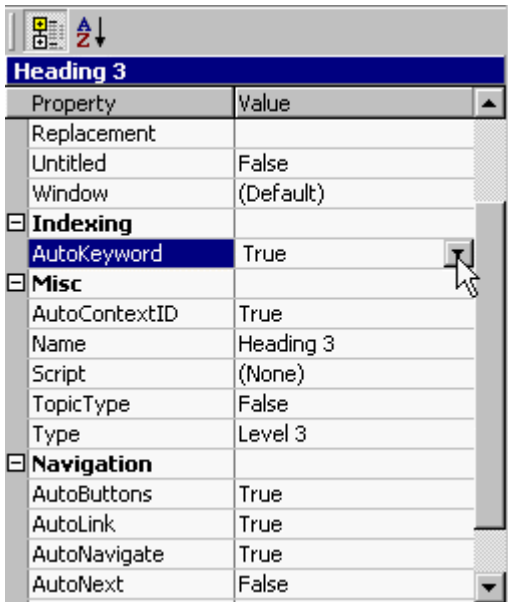 A
Z
Heading 3
Property Value
Replacement
Untitled False
Window (Default)
Indexing
AutoKeyword True
Misc
AutoContextID True
Name Heading 3
Script (None)
TopicType False
Type Level 3
Navigation
AutoButtons True
AutoLink True
AutoNavigate True
AutoNext False